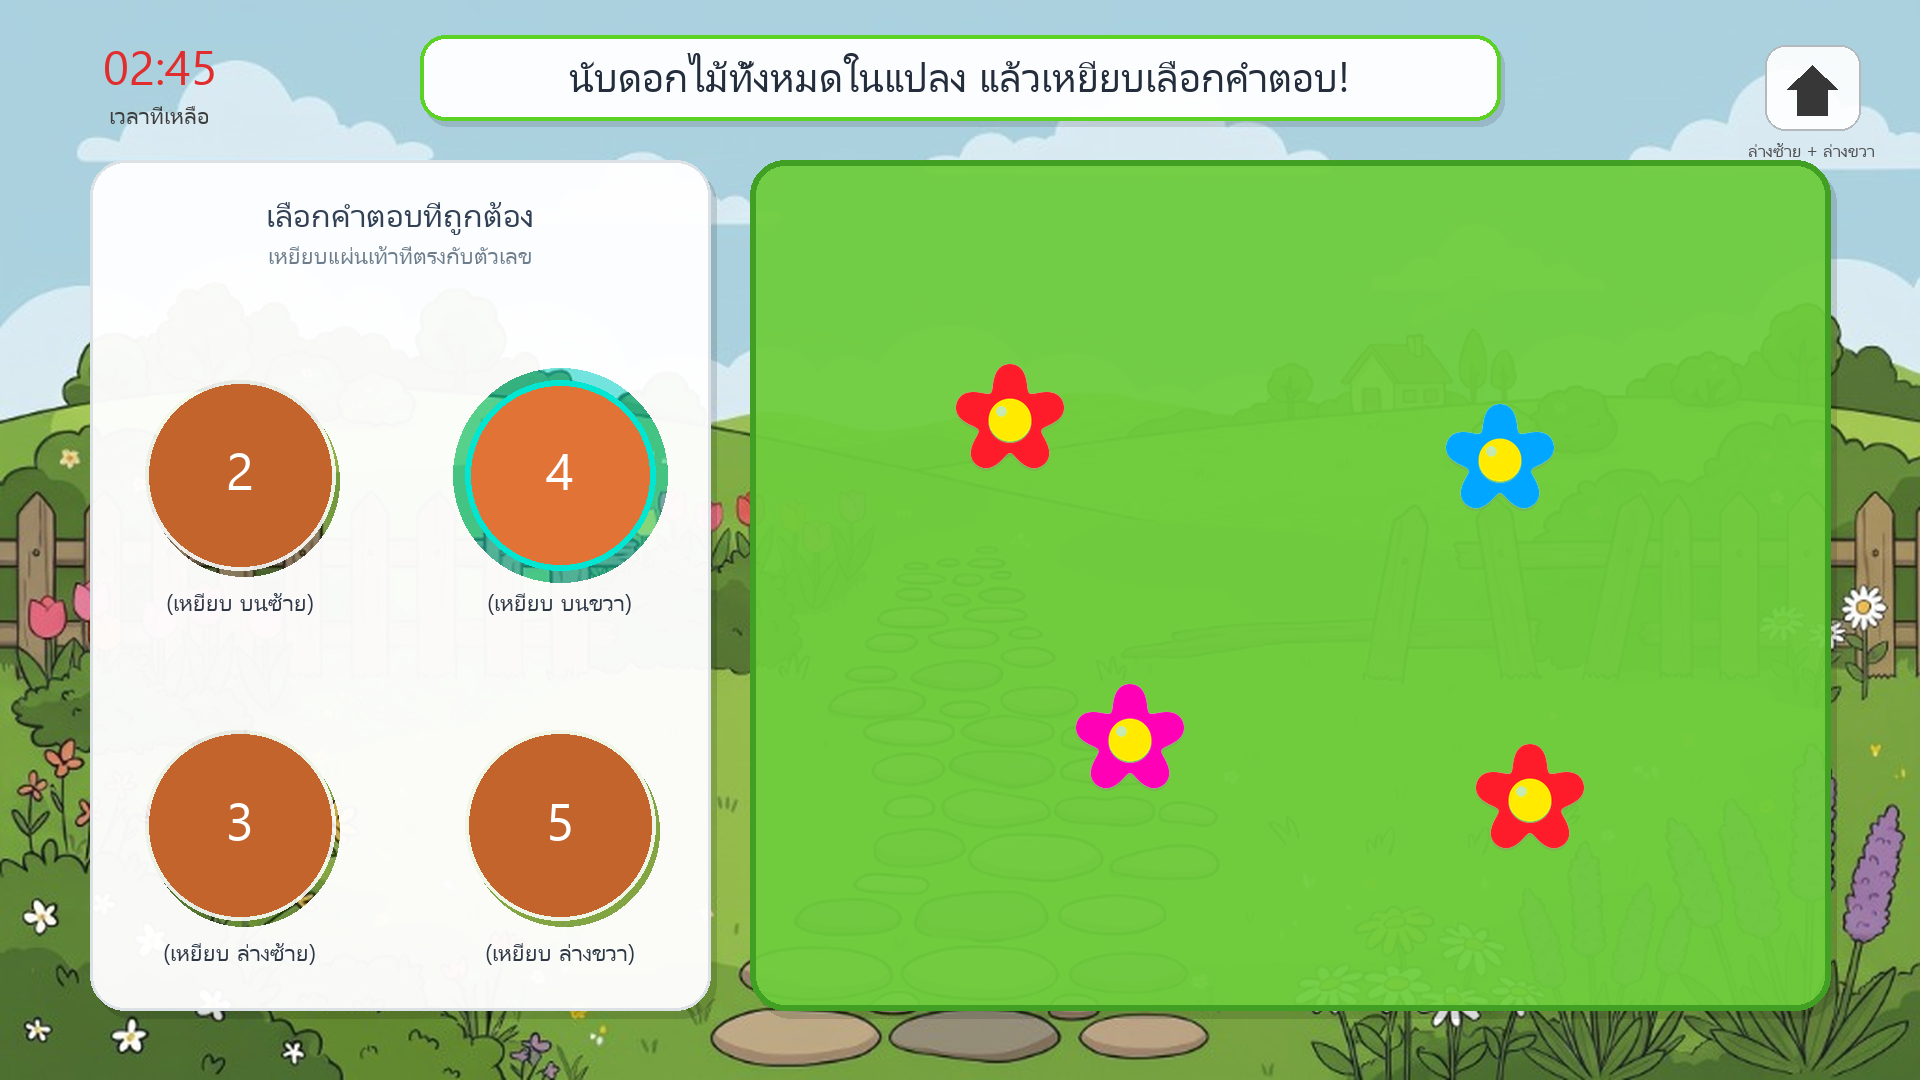 02:45
เวลาที่เหลือ
นับดอกไม้ทั้งหมดในแปลง แล้วเหยียบเลือกคำตอบ!
ล่างซ้าย + ล่างขวา
เลือกคำตอบที่ถูกต้อง
เหยียบแผ่นเท้าที่ตรงกับตัวเลข
2
4
(เหยียบ บนซ้าย)
(เหยียบ บนขวา)
3
5
(เหยียบ ล่างซ้าย)
(เหยียบ ล่างขวา)